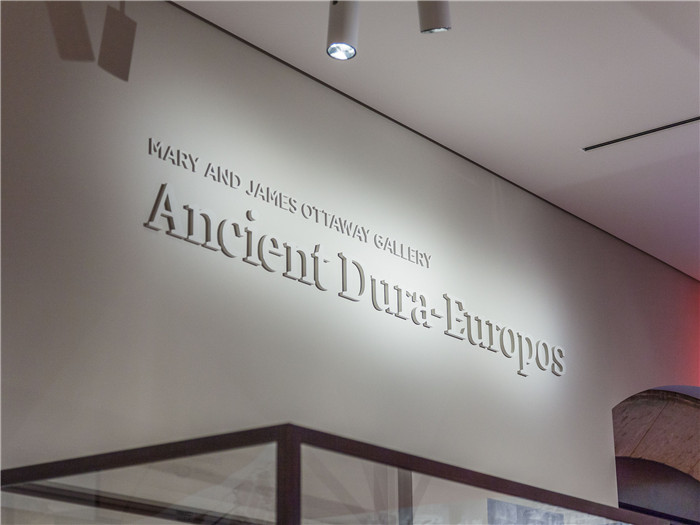 MARY AND JAMES OTTAWAY GALLERY
Ancient Dura-Europos